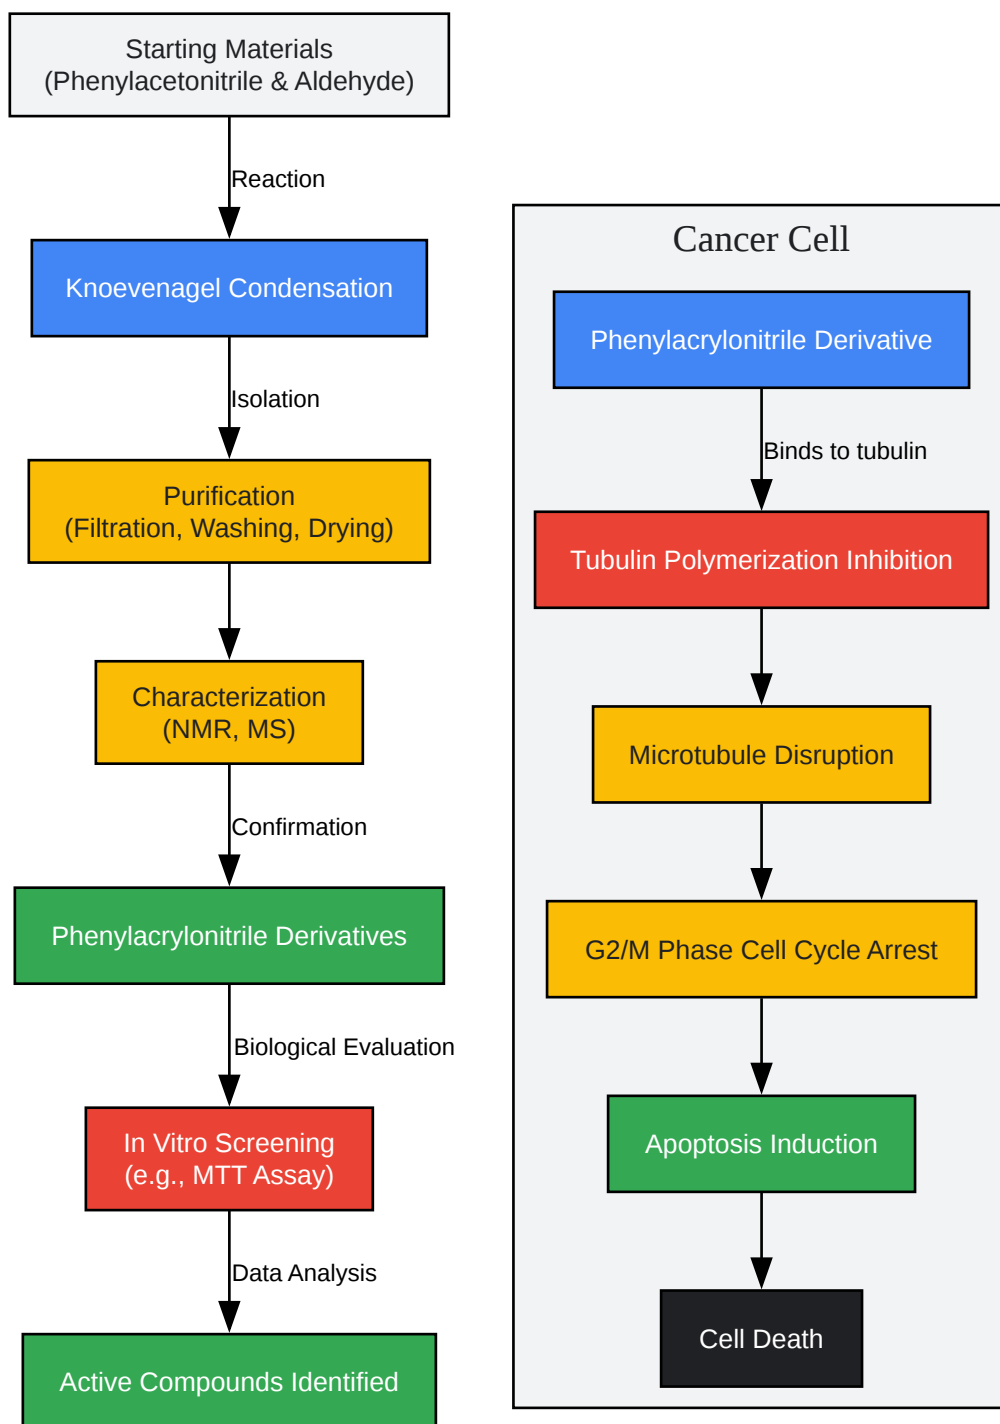 Starting Materials
(Phenylacetonitrile & Aldehyde)
Reaction
Knoevenagel Condensation
Isolation
Purification
(Filtration, Washing, Drying)
Characterization
(NMR, MS)
Confirmation
Phenylacrylonitrile Derivatives
Biological Evaluation
In Vitro Screening
(e.g., MTT Assay)
Data Analysis
Active Compounds Identified
Cancer Cell
Phenylacrylonitrile Derivative
Binds to tubulin
Tubulin Polymerization Inhibition
Microtubule Disruption
G2/M Phase Cell Cycle Arrest
Apoptosis Induction
Cell Death